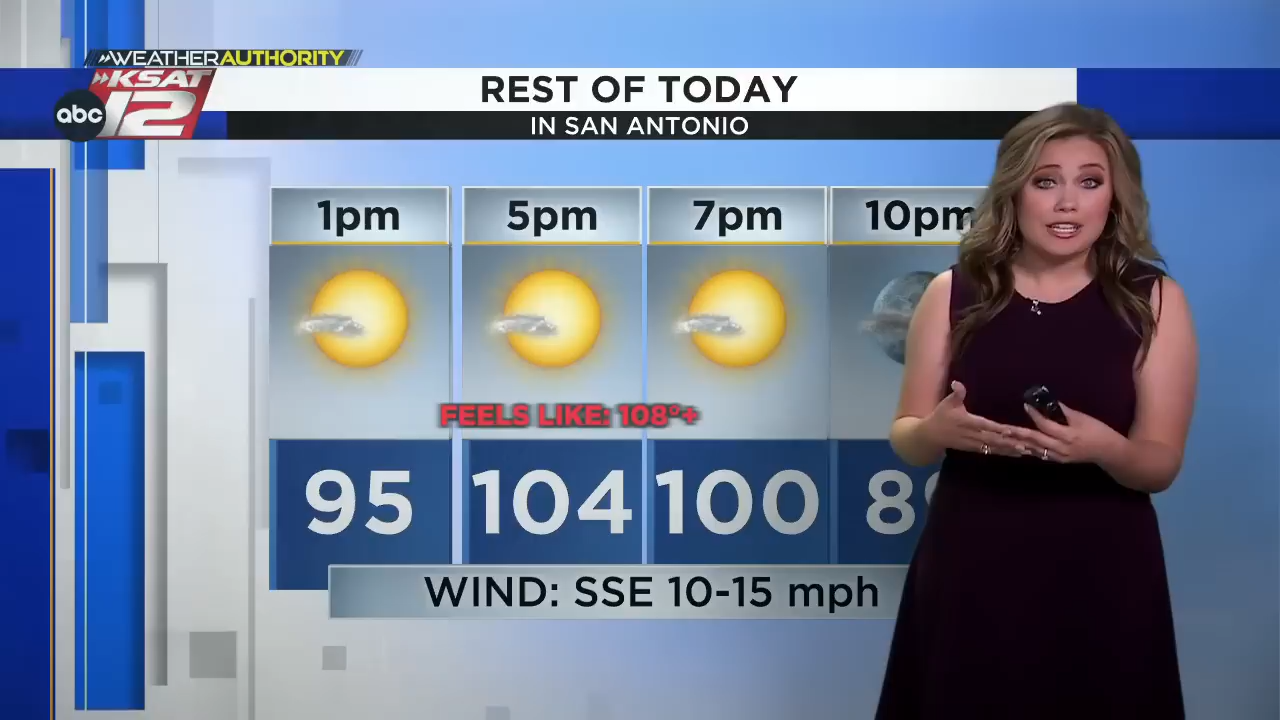 WEATHERAUTHORITY
KSAT
abc 12
REST OF TODAY
IN SAN ANTONIO
1pm 5pm 7pm 10pm
FEELS LIKE: 108°+
95 104 100
WIND: SSE 10-15 mph